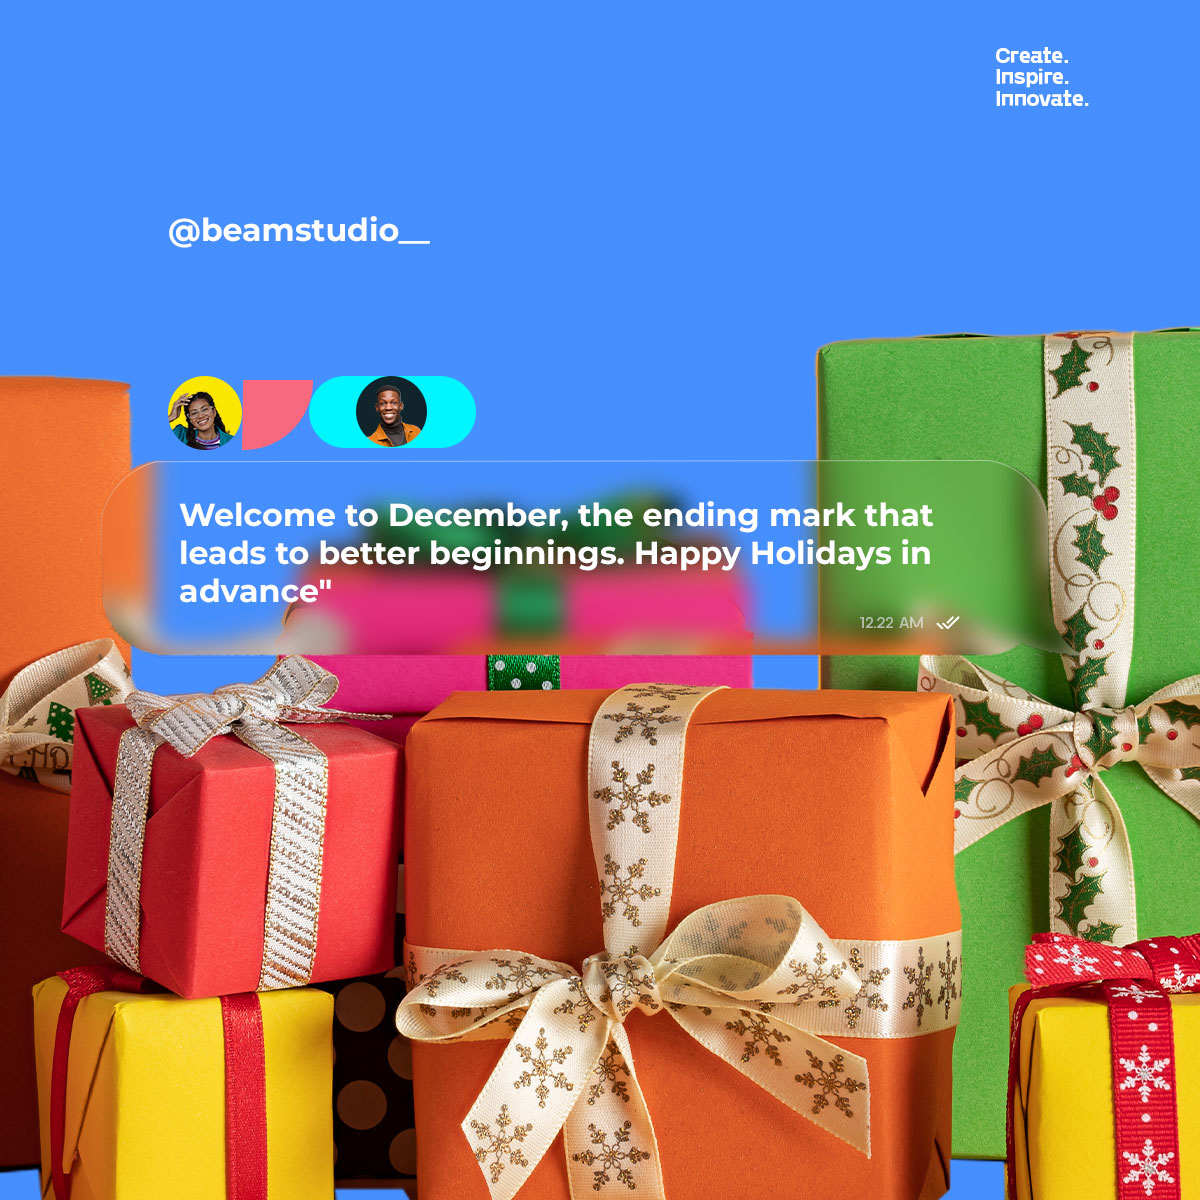 Create.
Inspire.
Innovate.
@beamstudio__
Welcome to December, the ending mark that
leads to better beginnings. Happy Holidays in
advance"
12.22 AM